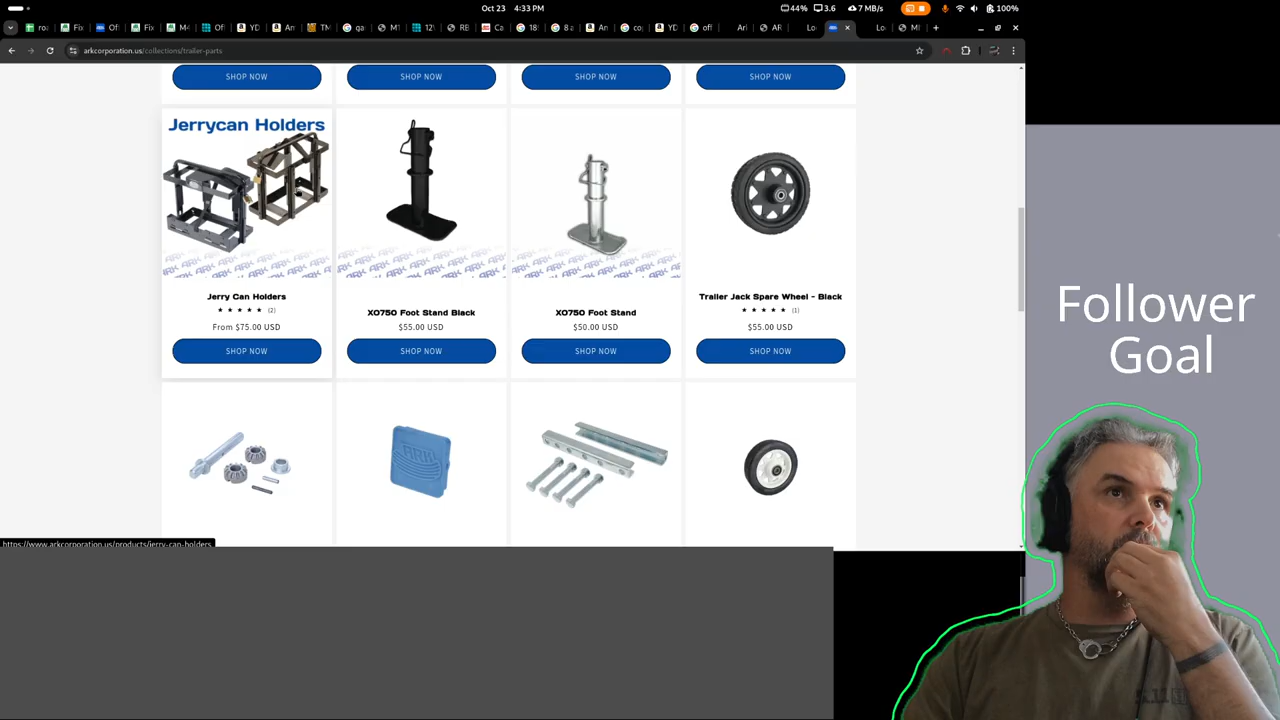 Oct 23 4:33 PM
44% 3.6 7 MB/s 100%
arkcorporation.us/collections/trailer-parts
SHOP NOW SHOP NOW SHOP NOW SHOP NOW
Jerrycan Holders
Jerry Can Holders
(2)
From $75.00 USD
SHOP NOW
XO750 Foot Stand Black
$55.00 USD
SHOP NOW
XO750 Foot Stand
$50.00 USD
SHOP NOW
Trailer Jack Spare Wheel - Black
(1)
$55.00 USD
SHOP NOW
ARK
https://www.arkcorporation.us/products/jerry-can-holders
Follower
Goal